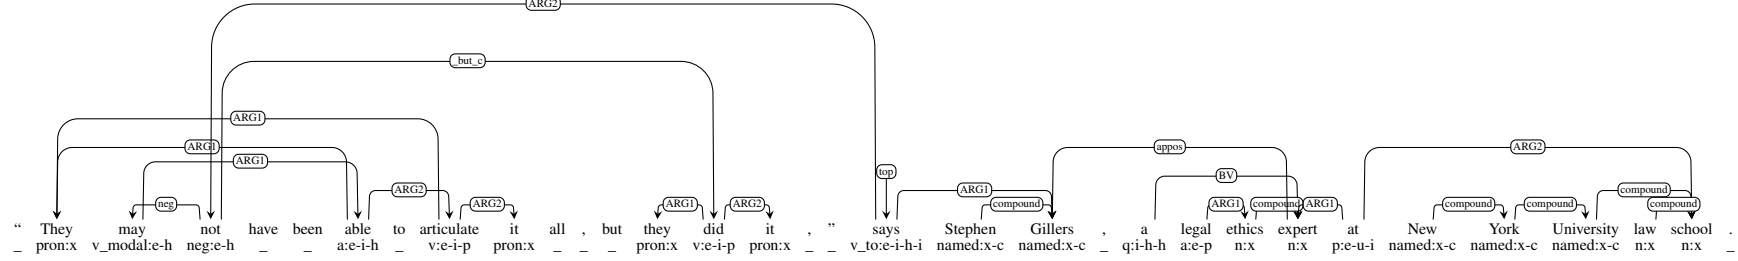 ARG2
_but_c
ARG1
ARG1 appos ARG2
ARG1
top BV
ARG2 ARG1 compound
neg ARG2 ARG1 ARG2 compound ARG1 compound ARG1 compound compound compound
“ They may not have been able to articulate it all , but they did it , ” says Stephen Gillers , a legal ethics expert at New York University law school .
_ pron:x v_modal:e-h neg:e-h _ _ a:e-i-h _ v:e-i-p pron:x _ _ _ pron:x v:e-i-p pron:x _ _ v_to:e-i-h-i named:x-c named:x-c _ q:i-h-h a:e-p n:x n:x p:e-u-i named:x-c named:x-c named:x-c n:x n:x _